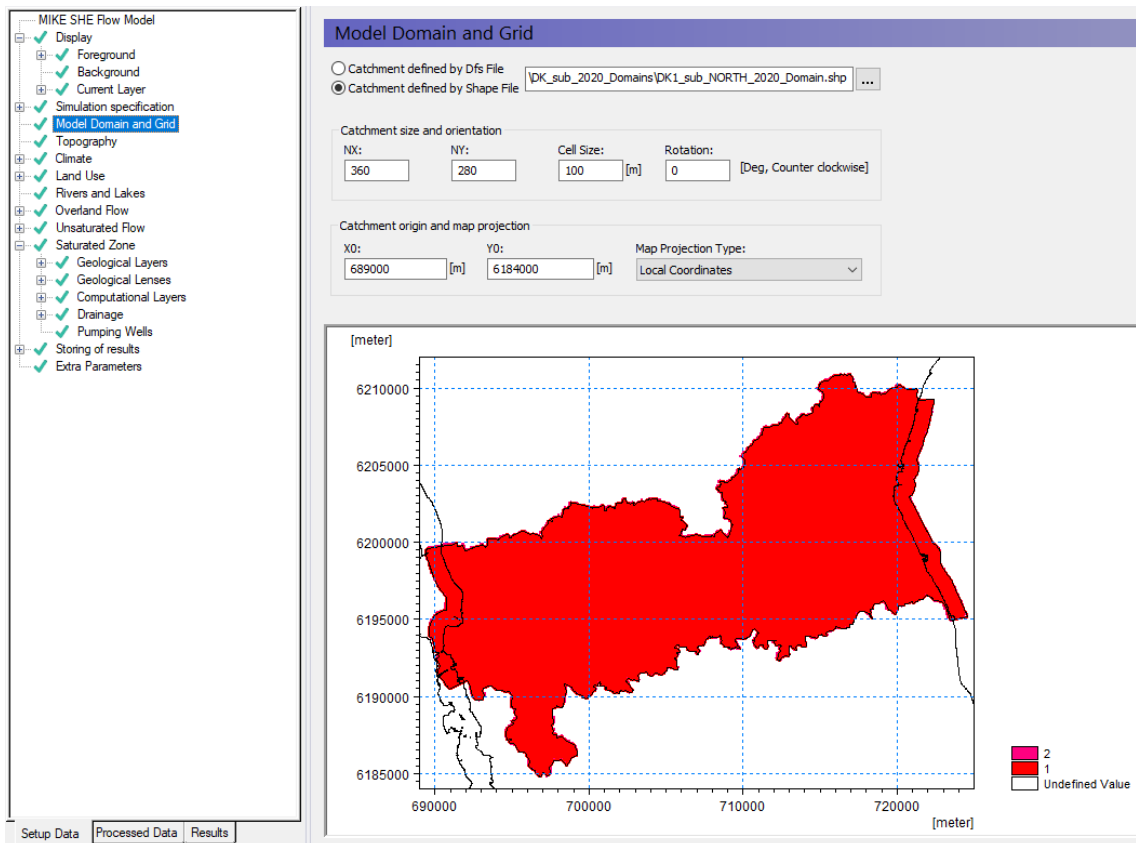 MIKE SHE Flow Model
Display
Foreground
Background
Current Layer
Simulation specification
Model Domain and Grid
Topography
Climate
Land Use
Rivers and Lakes
Overland Flow
Unsaturated Flow
Saturated Zone
Geological Layers
Geological Lenses
Computational Layers
Drainage
Pumping Wells
Storing of results
Extra Parameters
Setup Data Processed Data Results
Model Domain and Grid
Catchment defined by Dfs File
Catchment defined by Shape File \DK_sub_2020_Domains\DK1_sub_NORTH_2020_Domain.shp ...
Catchment size and orientation
NX: NY: Cell Size: Rotation:
360 280 100 [m] 0 [Deg, Counter clockwise]
Catchment origin and map projection
X0: Y0: Map Projection Type:
689000 [m] 6184000 [m] Local Coordinates
[meter]
6210000
6205000
6200000
6195000
6190000
6185000
690000 700000 710000 720000
[meter]
2
1
Undefined Value